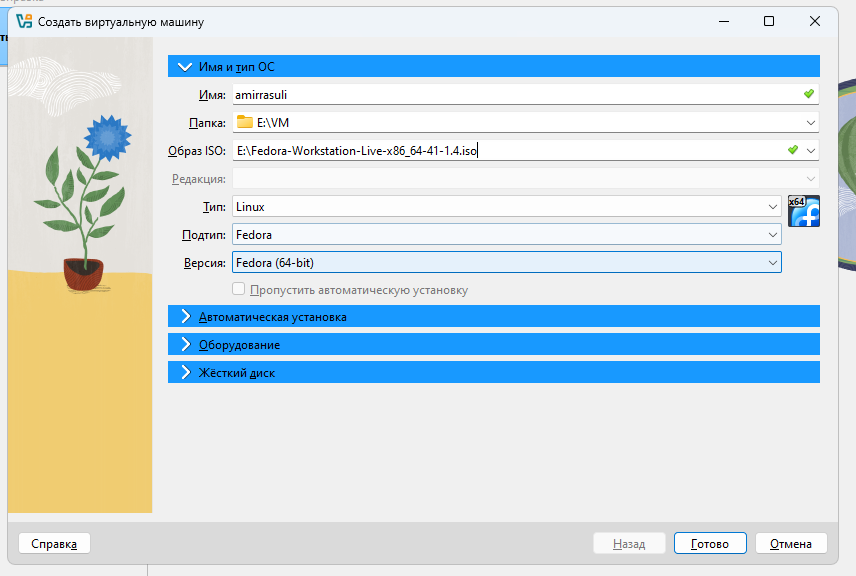 Создать виртуальную машину
Имя и тип ОС
Имя: amirrasuli
Папка: E:\VM
Образ ISO: E:\Fedora-Workstation-Live-x86_64-41-1.4.iso
Редакция:
Тип: Linux
x64
Подтип: Fedora
Версия: Fedora (64-bit)
Пропустить автоматическую установку
Автоматическая установка
Оборудование
Жёсткий диск
Справка
Назад
Готово
Отмена